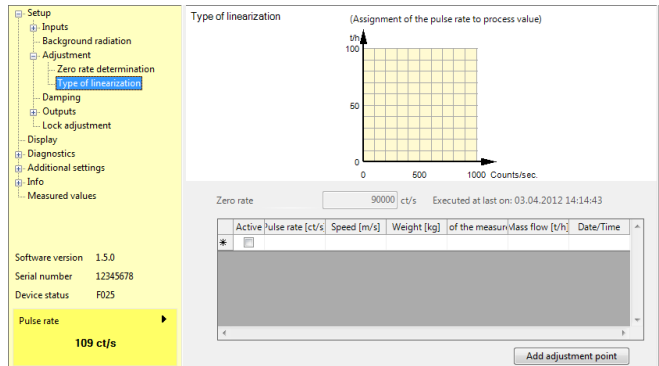 Setup
Inputs
Background radiation
Adjustment
Zero rate determination
Type of linearization
Damping
Outputs
Lock adjustment
Display
Diagnostics
Additional settings
Info
Measured values
Software version 1.5.0
Serial number 12345678
Device status F025
Pulse rate
109 ct/s
Type of linearization
(Assignment of the pulse rate to process value)
t/h
100
50
0
0 500 1000 Counts/sec.
Zero rate 90000 ct/s Executed at last on: 03.04.2012 14:14:43
Active Pulse rate [ct/s] Speed [m/s] Weight [kg] of the measur Mass flow [t/h] Date/Time
Add adjustment point